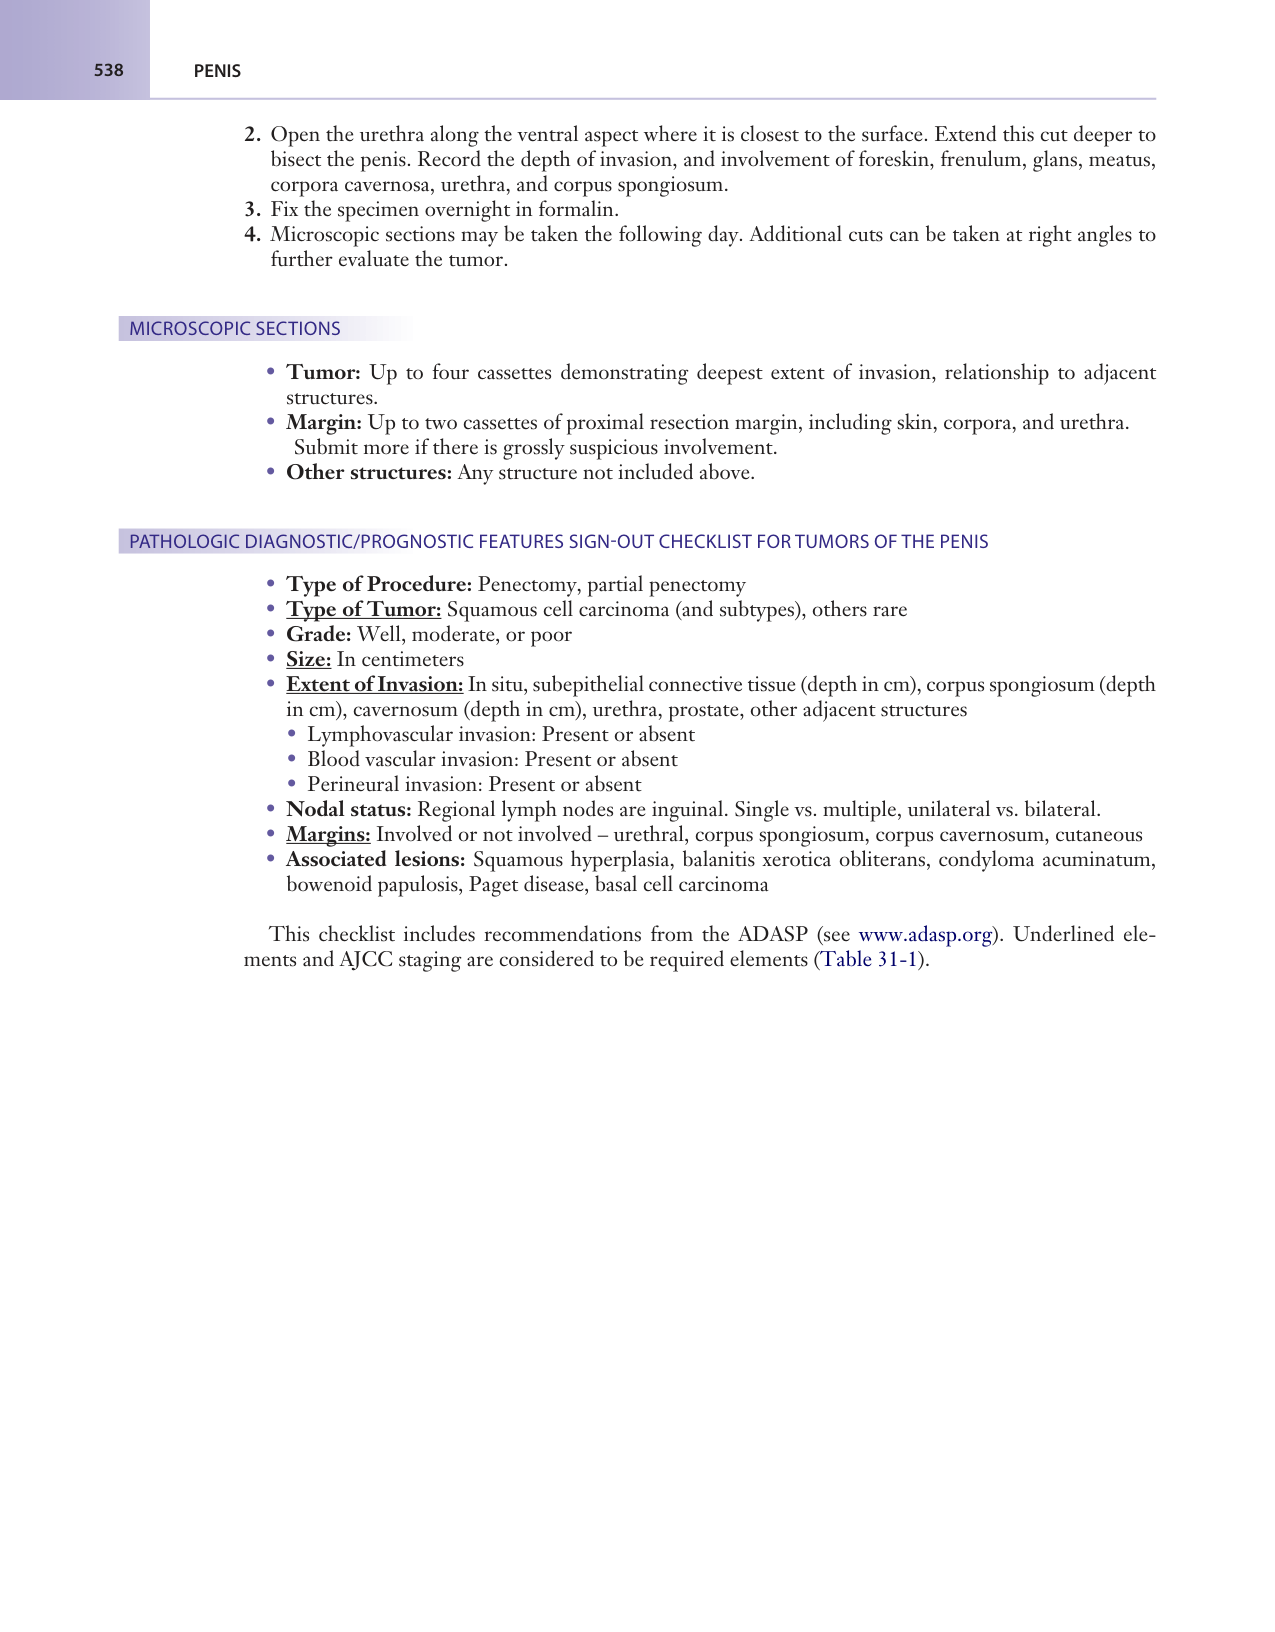 538 PENIS
2. Open the urethra along the ventral aspect where it is closest to the surface. Extend this cut deeper to
bisect the penis. Record the depth of invasion, and involvement of foreskin, frenulum, glans, meatus,
corpora cavernosa, urethra, and corpus spongiosum.
3. Fix the specimen overnight in formalin.
4. Microscopic sections may be taken the following day. Additional cuts can be taken at right angles to
further evaluate the tumor.
MICROSCOPIC SECTIONS
• Tumor: Up to four cassettes demonstrating deepest extent of invasion, relationship to adjacent
structures.
• Margin: Up to two cassettes of proximal resection margin, including skin, corpora, and urethra.
Submit more if there is grossly suspicious involvement.
• Other structures: Any structure not included above.
PATHOLOGIC DIAGNOSTIC/PROGNOSTIC FEATURES SIGN-OUT CHECKLIST FOR TUMORS OF THE PENIS
• Type of Procedure: Penectomy, partial penectomy
• Type of Tumor: Squamous cell carcinoma (and subtypes), others rare
• Grade: Well, moderate, or poor
• Size: In centimeters
• Extent of Invasion: In situ, subepithelial connective tissue (depth in cm), corpus spongiosum (depth
in cm), cavernosum (depth in cm), urethra, prostate, other adjacent structures
• Lymphovascular invasion: Present or absent
• Blood vascular invasion: Present or absent
• Perineural invasion: Present or absent
• Nodal status: Regional lymph nodes are inguinal. Single vs. multiple, unilateral vs. bilateral.
• Margins: Involved or not involved – urethral, corpus spongiosum, corpus cavernosum, cutaneous
• Associated lesions: Squamous hyperplasia, balanitis xerotica obliterans, condyloma acuminatum,
bowenoid papulosis, Paget disease, basal cell carcinoma
This checklist includes recommendations from the ADASP (see www.adasp.org). Underlined ele-
ments and AJCC staging are considered to be required elements (Table 31-1).